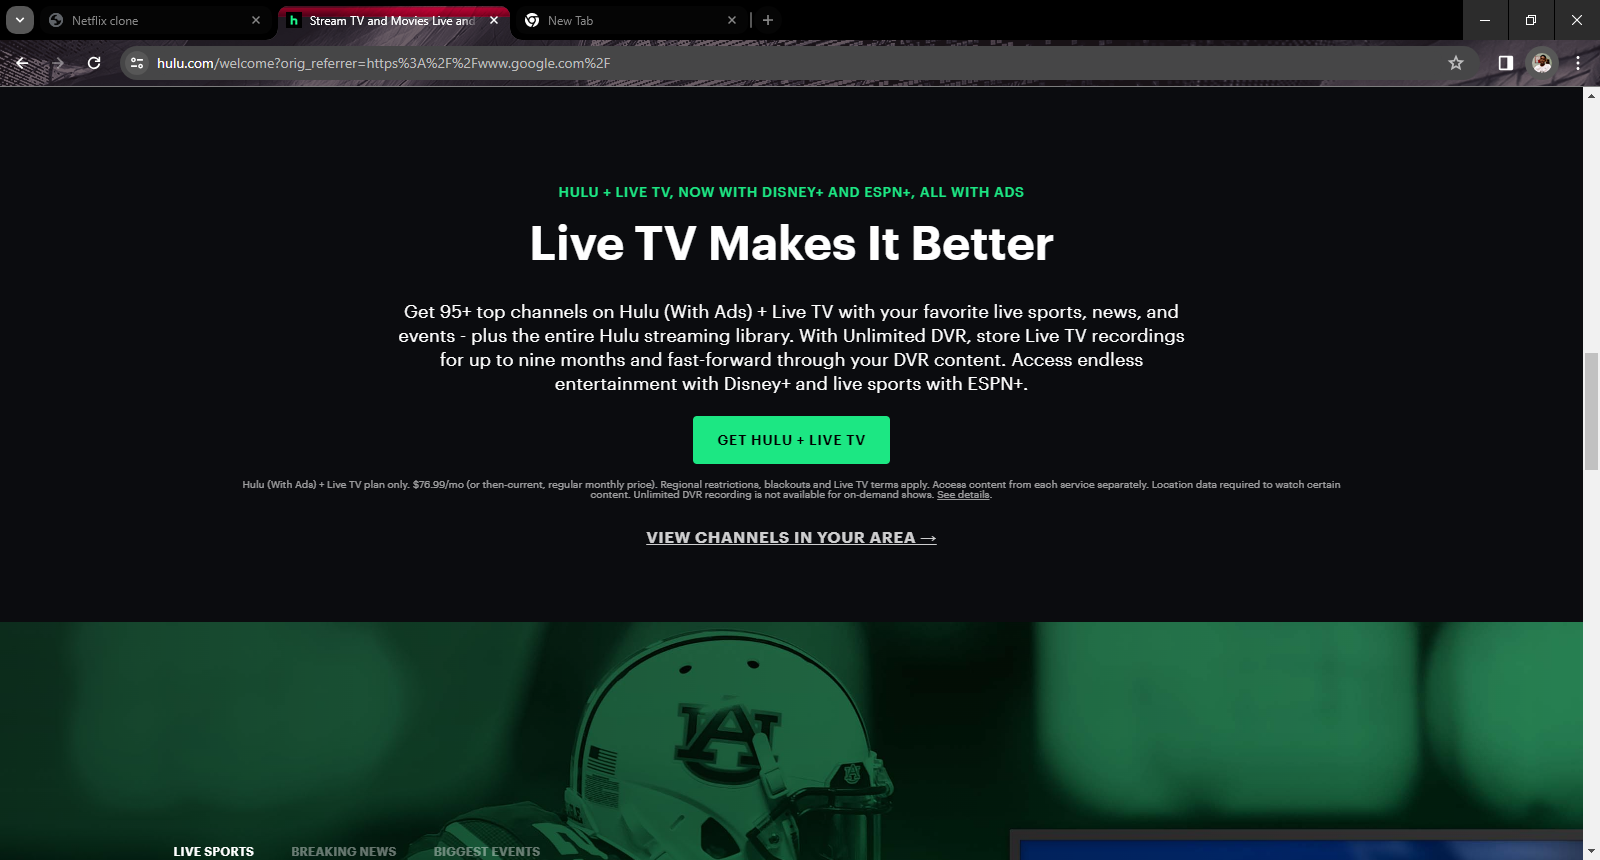 Netflix clone
Stream TV and Movies Live and
New Tab
hulu.com/welcome?orig_referrer=https%3A%2F%2Fwww.google.com%2F
HULU + LIVE TV, NOW WITH DISNEY+ AND ESPN+, ALL WITH ADS
Live TV Makes It Better
Get 95+ top channels on Hulu (With Ads) + Live TV with your favorite live sports, news, and
events - plus the entire Hulu streaming library. With Unlimited DVR, store Live TV recordings
for up to nine months and fast-forward through your DVR content. Access endless
entertainment with Disney+ and live sports with ESPN+.
GET HULU + LIVE TV
Hulu (With Ads) + Live TV plan only. $76.99/mo (or then-current, regular monthly price). Regional restrictions, blackouts and Live TV terms apply. Access content from each service separately. Location data required to watch certain
content. Unlimited DVR recording is not available for on-demand shows. See details.
VIEW CHANNELS IN YOUR AREA →
AU
LIVE SPORTS
BREAKING NEWS
BIGGEST EVENTS